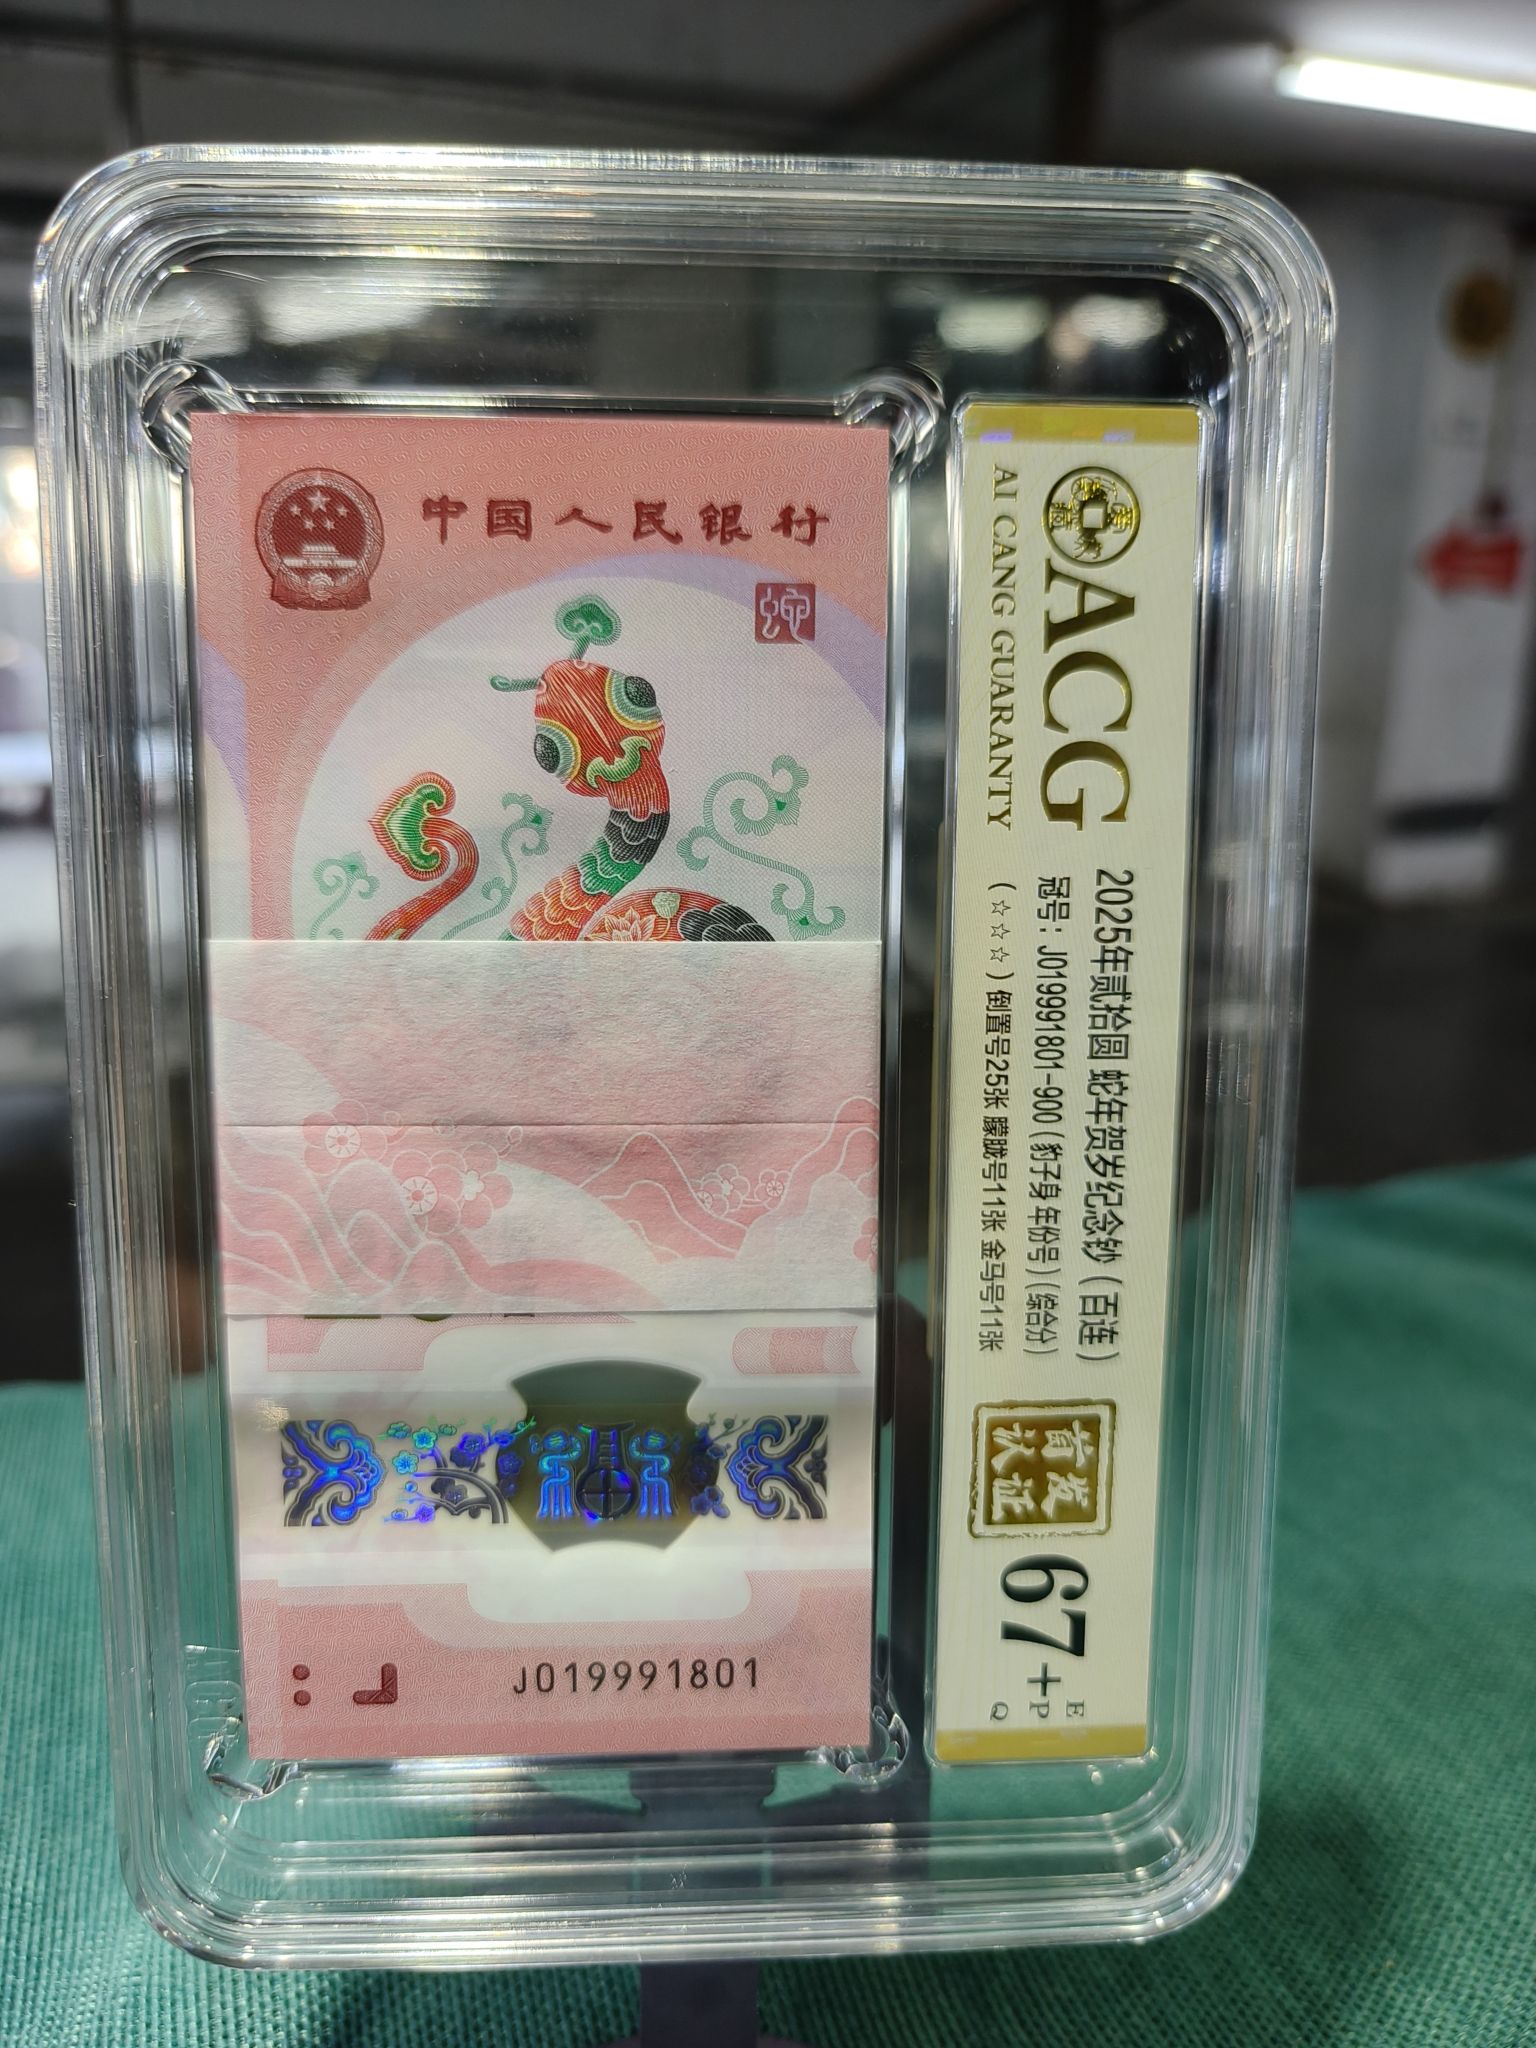 中国人民银行
蛇
J019991801
ACG
AI CANG GUARANTY
2025年贰拾圆 蛇年贺岁纪念钞（百连）
冠号：J019991801-900（豹子身 年份号）（综合分）
（☆☆☆）倒置号25张 朦胧号11张 金马号11张
首发
认证
67+
E
P
Q